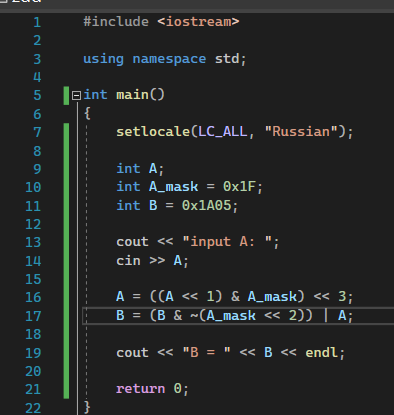 1 #include <iostream>
2
3 using namespace std;
4
5 int main()
6 {
7 setlocale(LC_ALL, "Russian");
8
9 int A;
10 int A_mask = 0x1F;
11 int B = 0x1A05;
12
13 cout << "input A: ";
14 cin >> A;
15
16 A = ((A << 1) & A_mask) << 3;
17 B = (B & ~(A_mask << 2)) | A;
18
19 cout << "B = " << B << endl;
20
21 return 0;
22 }